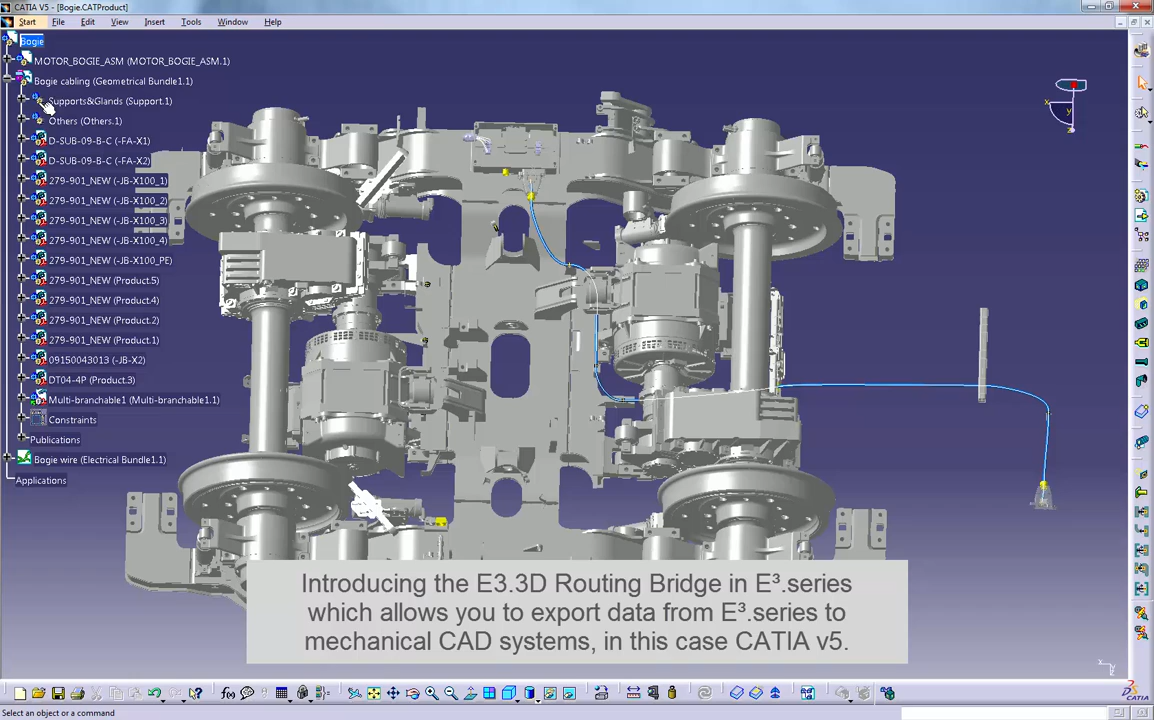 CATIA V5 - [Bogie.CATProduct]
Start File Edit View Insert Tools Window Help
Bogie
MOTOR_BOGIE_ASM (MOTOR_BOGIE_ASM.1)
Bogie cabling (Geometrical Bundle1.1)
Supports&Glands (Support.1)
Others (Others.1)
D-SUB-09-B-C (-FA-X1)
D-SUB-09-B-C (-FA-X2)
279-901_NEW (-JB-X100_1)
279-901_NEW (-JB-X100_2)
279-901_NEW (-JB-X100_3)
279-901_NEW (-JB-X100_4)
279-901_NEW (-JB-X100_PE)
279-901_NEW (Product.5)
279-901_NEW (Product.4)
279-901_NEW (Product.2)
279-901_NEW (Product.1)
09150043013 (-JB-X2)
DT04-4P (Product.3)
Multi-branchable1 (Multi-branchable1.1)
Constraints
Publications
Bogie wire (Electrical Bundle1.1)
Applications
x
y
z
Introducing the E3.3D Routing Bridge in E³.series
which allows you to export data from E³.series to
mechanical CAD systems, in this case CATIA v5.
f(x)
CATIA
Select an object or a command